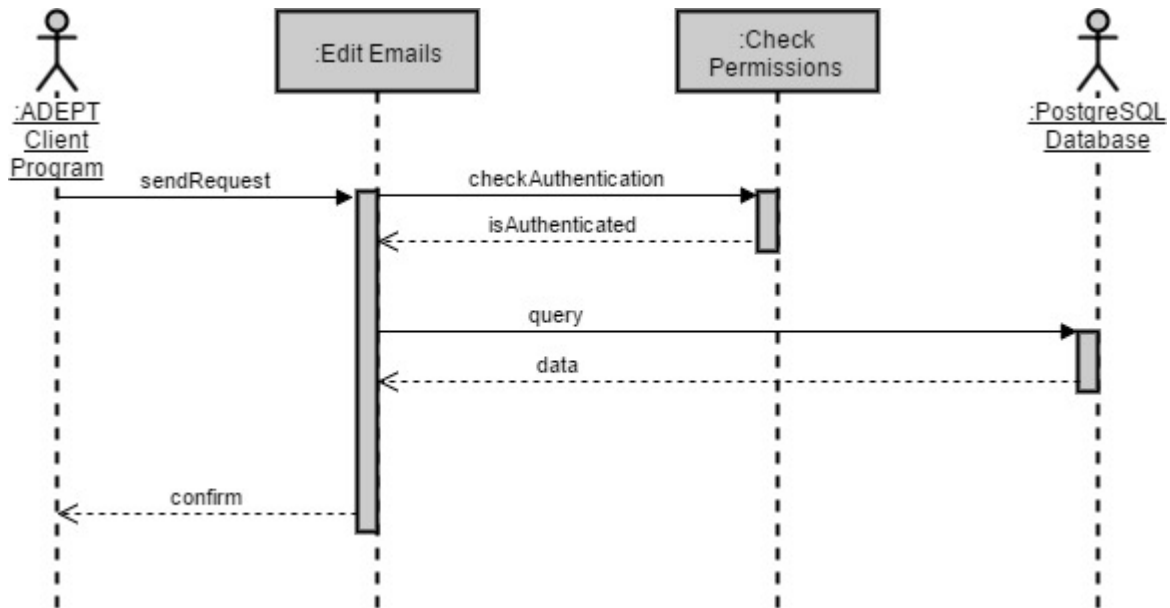 :ADEPT
Client
Program
:Edit Emails
:Check
Permissions
:PostgreSQL
Database
sendRequest
checkAuthentication
isAuthenticated
query
data
confirm